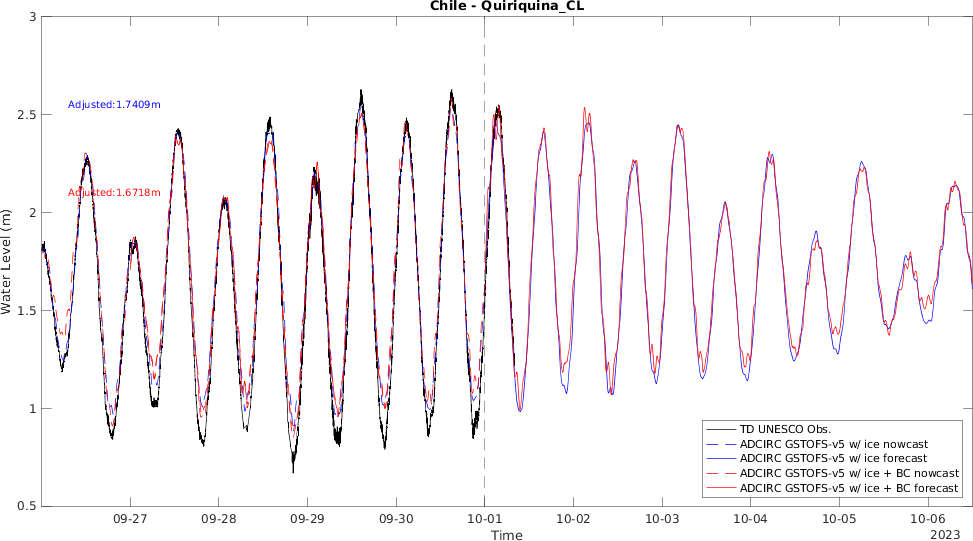 Chile - Quiriquina_CL
3
2.5
2
1.5
1
0.5
Water Level (m)
Adjusted:1.7409m
Adjusted:1.6718m
TD UNESCO Obs.
ADCIRC GSTOFS-v5 w/ ice nowcast
ADCIRC GSTOFS-v5 w/ ice forecast
ADCIRC GSTOFS-v5 w/ ice + BC nowcast
ADCIRC GSTOFS-v5 w/ ice + BC forecast
09-27 09-28 09-29 09-30 10-01 10-02 10-03 10-04 10-05 10-06
Time
2023